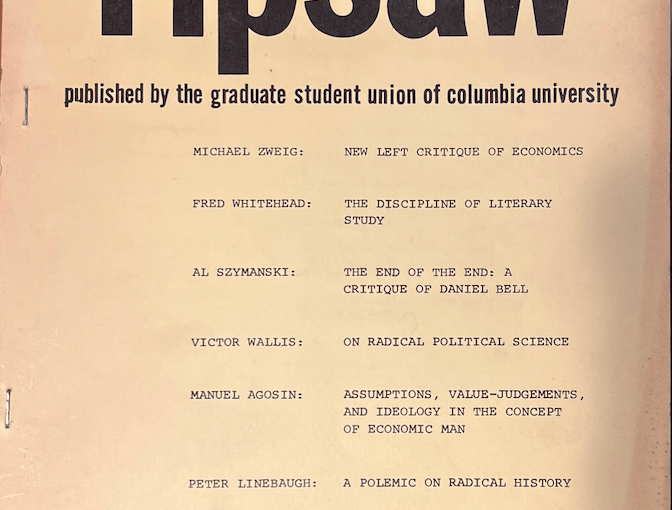 ripsaw
published by the graduate student union of columbia university
MICHAEL ZWEIG: NEW LEFT CRITIQUE OF ECONOMICS
FRED WHITEHEAD: THE DISCIPLINE OF LITERARY
STUDY
AL SZYMANSKI: THE END OF THE END: A
CRITIQUE OF DANIEL BELL
VICTOR WALLIS: ON RADICAL POLITICAL SCIENCE
MANUEL AGOSIN: ASSUMPTIONS, VALUE-JUDGEMENTS,
AND IDEOLOGY IN THE CONCEPT
OF ECONOMIC MAN
PETER LINEBAUGH: A POLEMIC ON RADICAL HISTORY